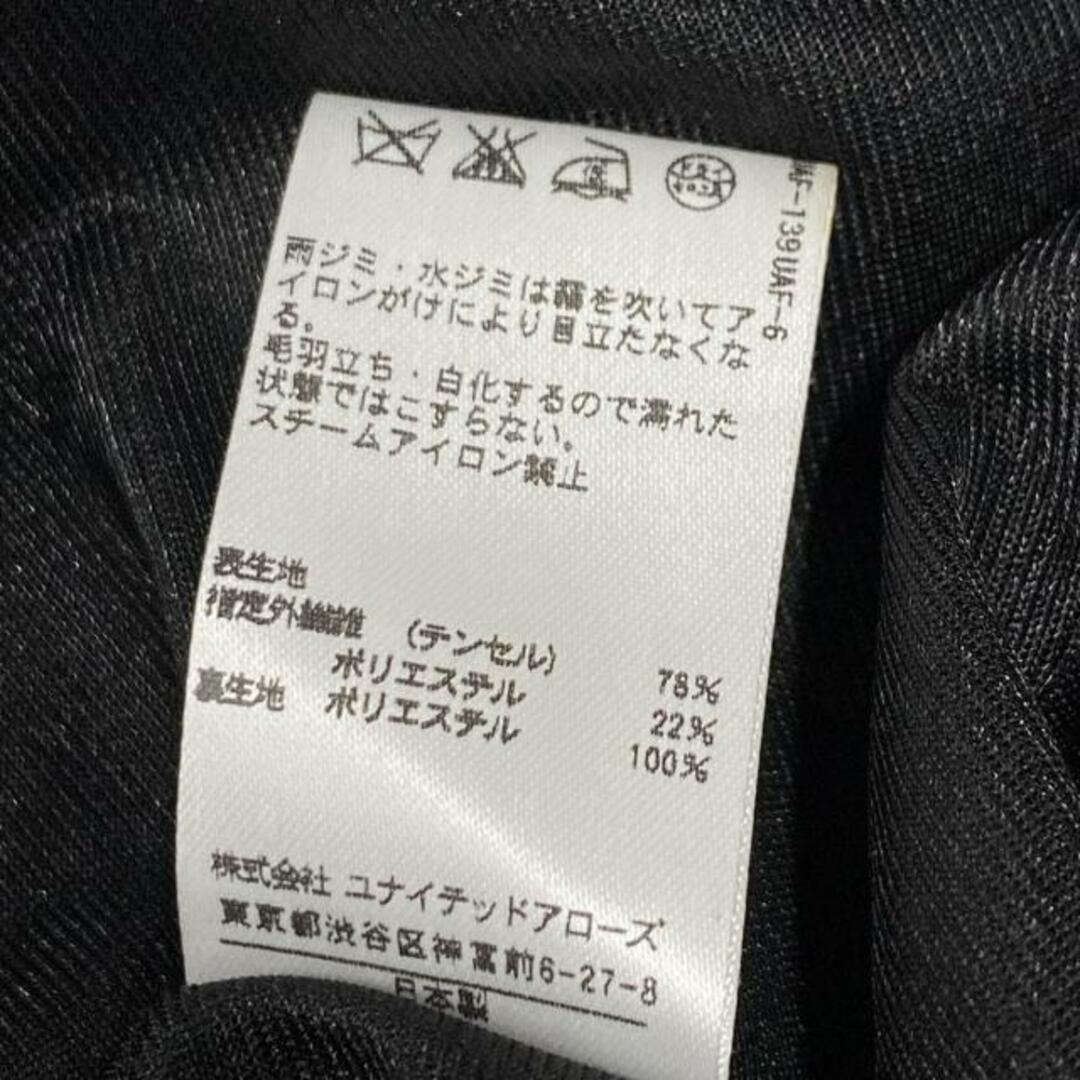 雨ジミ・水ジミは霧を吹いてア
イロンがけにより目立たなくな
る。
毛羽立ち・白化するので濡れた
状態ではこすらない。
スチームアイロン禁止
表生地
指定外繊維 (テンセル) 78%
ポリエステル 22%
裏生地 ポリエステル 100%
株式会社 ユナイテッドアローズ
東京都渋谷区神宮前6-27-8
日本製
-139UAF-6